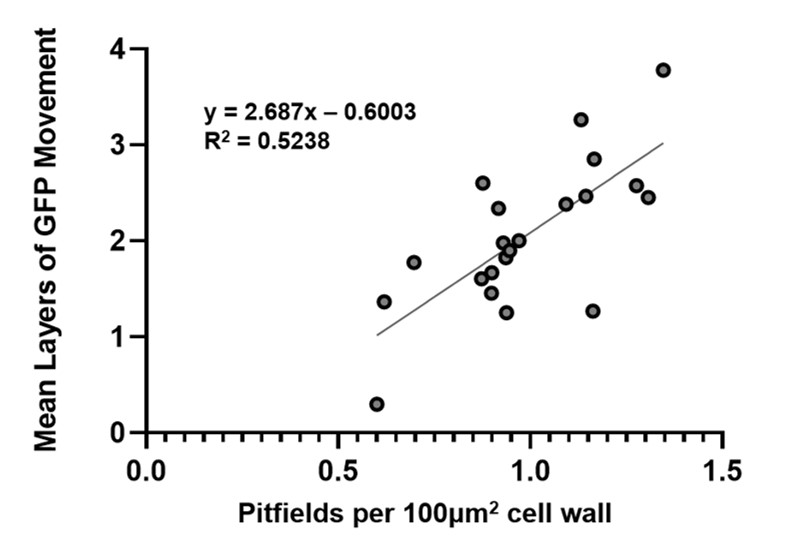 Mean Layers of GFP Movement
4
3
2
1
0
y = 2.687x – 0.6003
R² = 0.5238
0.0 0.5 1.0 1.5
Pitfields per 100μm² cell wall